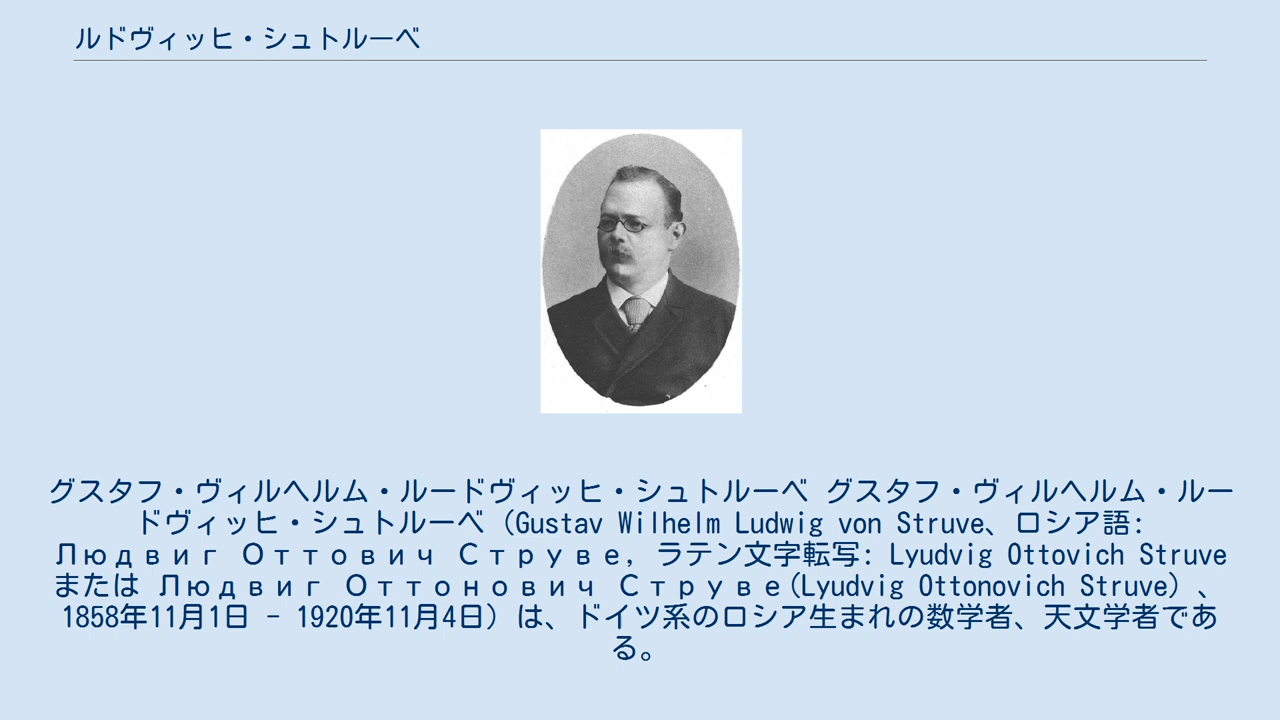 ルドヴィッヒ・シュトルーベ
グスタフ・ヴィルヘルム・ルードヴィッヒ・シュトルーベ グスタフ・ヴィルヘルム・ルー
ドヴィッヒ・シュトルーベ（Gustav Wilhelm Ludwig von Struve、ロシア語:
Людвиг Оттович Струве, ラテン文字転写: Lyudvig Ottovich Struve
または Людвиг Оттонович Струве(Lyudvig Ottonovich Struve）、
1858年11月1日 - 1920年11月4日）は、ドイツ系のロシア生まれの数学者、天文学者であ
る。